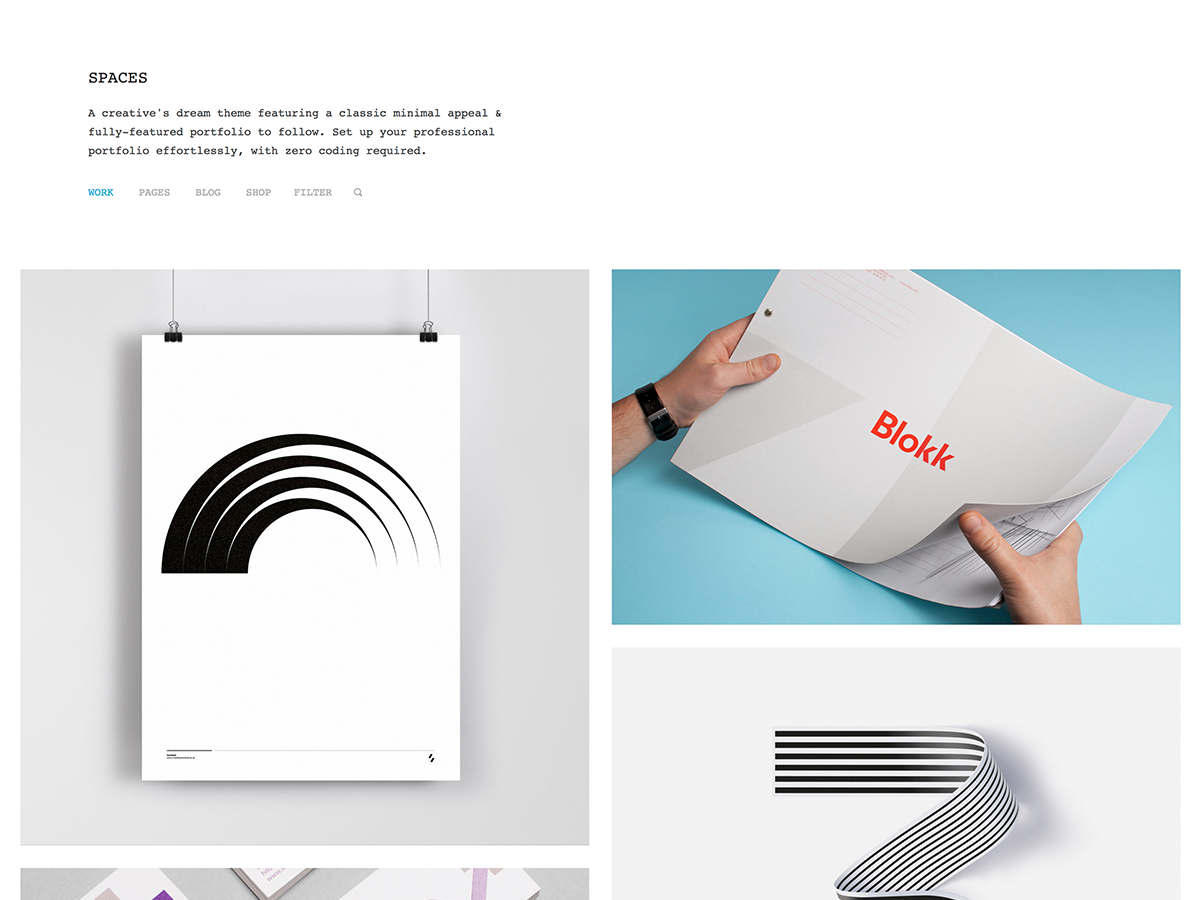 SPACES
A creative's dream theme featuring a classic minimal appeal &
fully-featured portfolio to follow. Set up your professional
portfolio effortlessly, with zero coding required.
WORK PAGES BLOG SHOP FILTER
Blokk